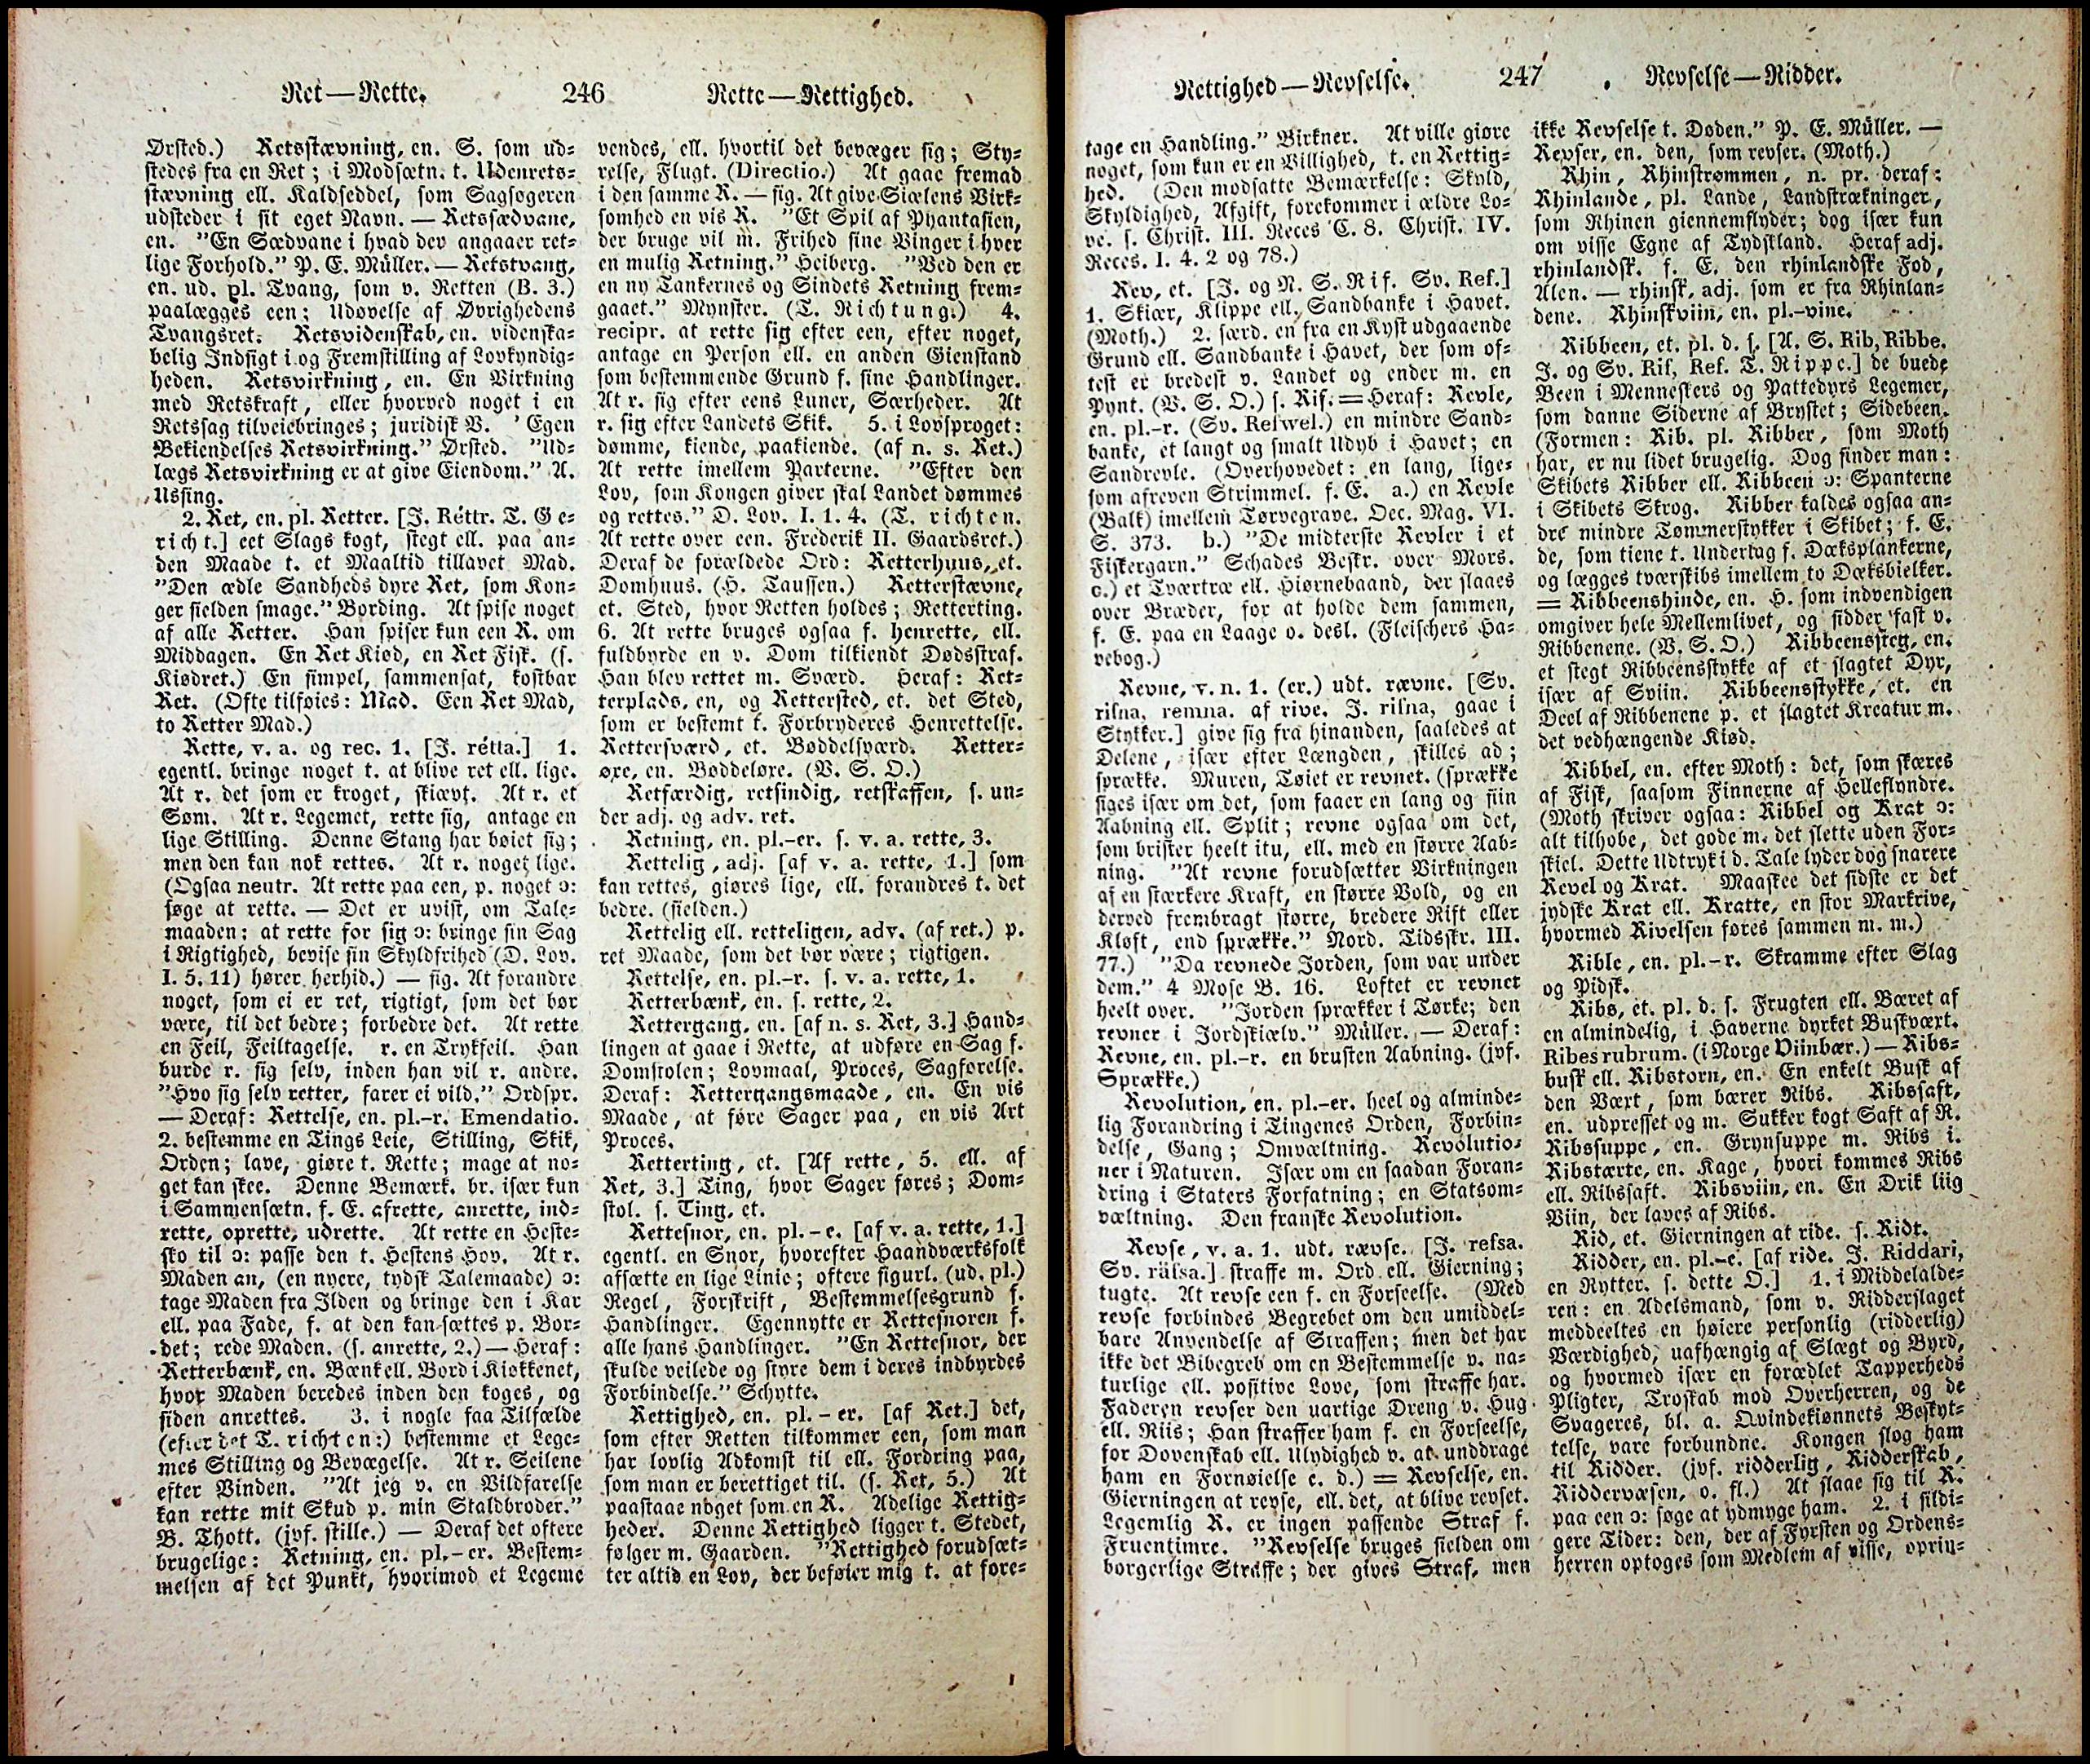 Ret—Rette.
246
Rette—Rettighed.
Ørsted.) Retsstævning, en. S. som ud-
stedes fra en Ret; i Modsætn. t. Udenrets-
stævning ell. Kaldseddel, som Sagsøgeren
udsteder i sit eget Navn. — Retssædvane,
en. "En Sædvane i hvad der angaaer ret-
lige Forhold." P. E. Müller. — Retstvang,
en. ud. pl. Tvang, som v. Retten (B. 3.)
paalægges een; Udøvelse af Øvrighedens
Tvangsret. Retsvidenskab, en. videnska-
belig Indsigt i og Fremstilling af Lovkyndig-
heden. Retsvirkning, en. En Virkning
med Retskraft, eller hvorved noget i en
Retssag tilveiebringes; juridisk V. "Egen
Bekiendelses Retsvirkning." Ørsted. "Ud-
lægs Retsvirkning er at give Eiendom." A.
Ussing.
2. Ret, en. pl. Retter. [J. Réttr. T. Ge-
richt.] eet Slags kogt, stegt ell. paa an-
den Maade t. et Maaltid tillavet Mad.
"Den ædle Sandheds dyre Ret, som Kon-
ger sielden smage." Bording. At spise noget
af alle Retter. Han spiser kun een R. om
Middagen. En Ret Kiød, en Ret Fisk. (s.
Kiødret.) En simpel, sammensat, kostbar
Ret. (Ofte tilføies: Mad. Een Ret Mad,
to Retter Mad.)
Rette, v. a. og rec. 1. [J. rétta.] 1.
egentl. bringe noget t. at blive ret ell. lige.
At r. det som er kroget, skiævt. At r. et
Søm. At r. Legemet, rette sig, antage en
lige Stilling. Denne Stang har bøiet sig;
men den kan nok rettes. At r. noget lige.
(Ogsaa neutr. At rette paa een, p. noget ɔ:
søge at rette. — Det er uvist, om Tale-
maaden: at rette for sig ɔ: bringe sin Sag
i Rigtighed, bevise sin Skyldfrihed (D. Lov.
I. 5. 11) hører herhid.) — fig. At forandre
noget, som ei er ret, rigtigt, som det bør
være, til det bedre; forbedre det. At rette
en Feil, Feiltagelse. r. en Trykfeil. Han
burde r. sig selv, inden han vil r. andre.
"Hvo sig selv retter, farer ei vild." Ordspr.
— Deraf: Rettelse, en. pl.-r. Emendatio.
2. bestemme en Tings Leie, Stilling, Skik,
Orden; lave, giøre t. Rette; mage at no-
get kan skee. Denne Bemærk. br. især kun
i Sammensætn. f. E. afrette, anrette, ind-
rette, oprette, udrette. At rette en Heste-
sko til ɔ: passe den t. Hestens Hov. At r.
Maden an, (en nyere, tydsk Talemaade) ɔ:
tage Maden fra Ilden og bringe den i Kar
ell. paa Fade, f. at den kan sættes p. Bor-
det; rede Maden. (s. anrette, 2.) — Heraf:
Retterbænk, en. Bænk ell. Bord i Kiøkkenet,
hvor Maden beredes inden den koges, og
siden anrettes. 3. i nogle faa Tilfælde
(efter det T. richten:) bestemme et Lege-
mes Stilling og Bevægelse. At r. Seilene
efter Vinden. "At jeg v. en Vildfarelse
kan rette mit Skud p. min Staldbroder."
B. Thott. (jvf. stille.) — Deraf det oftere
brugelige: Retning, en. pl.-er. Bestem-
melsen af det Punkt, hvorimod et Legeme
vendes, ell. hvortil det bevæger sig; Sty-
relse, Flugt. (Directio.) At gaae fremad
i den samme R. — fig. At give Siælens Virk-
somhed en vis R. "Et Spil af Phantasien,
der bruge vil m. Frihed sine Vinger i hver
en mulig Retning." Heiberg. "Ved den er
en ny Tankernes og Sindets Retning frem-
gaaet." Mynster. (T. Richtung.) 4.
recipr. at rette sig efter een, efter noget,
antage en Person ell. en anden Gienstand
som bestemmende Grund f. sine Handlinger.
At r. sig efter eens Luner, Særheder. At
r. sig efter Landets Skik. 5. i Lovsproget:
dømme, kiende, paakiende. (af n. s. Ret.)
At rette imellem Parterne. "Efter den
Lov, som Kongen giver skal Landet dømmes
og rettes." D. Lov. I. 1. 4. (T. richten.
At rette over een. Frederik II. Gaardsret.)
Deraf de forældede Ord: Retterhuus, et.
Domhuus. (H. Taussen.) Retterstævne,
et. Sted, hvor Retten holdes; Retterting.
6. At rette bruges ogsaa f. henrette, ell.
fuldbyrde en v. Dom tilkiendt Dødsstraf.
Han blev rettet m. Sværd. Heraf: Ret-
terplads, en, og Rettersted, et. det Sted,
som er bestemt t. Forbryderes Henrettelse.
Rettersværd, et. Bøddelsværd. Retter-
øxe, en. Bøddeløxe. (V. S. O.)
Retfærdig, retsindig, retskaffen, s. un-
der adj. og adv. ret.
Retning, en. pl.-er. s. v. a. rette, 3.
Rettelig, adj. [af v. a. rette, 1.] som
kan rettes, giøres lige, ell. forandres t. det
bedre. (sielden.)
Rettelig ell. retteligen, adv. (af ret.) p.
ret Maade, som det bør være; rigtigen.
Rettelse, en. pl.-r. s. v. a. rette, 1.
Retterbænk, en. s. rette, 2.
Rettergang, en. [af n. s. Ret, 3.] Hand-
lingen at gaae i Rette, at udføre en Sag f.
Domstolen; Lovmaal, Proces, Sagførelse.
Deraf: Rettergangsmaade, en. En vis
Maade, at føre Sager paa, en vis Art
Proces.
Retterting, et. [Af rette, 5. ell. af
Ret, 3.] Ting, hvor Sager føres; Dom-
stol. s. Ting, et.
Rettesnor, en. pl.-e. [af v. a. rette, 1.]
egentl. en Snor, hvorefter Haandværksfolk
afsætte en lige Linie; oftere figurl. (ud. pl.)
Regel, Forskrift, Bestemmelsesgrund f.
Handlinger. Egennytte er Rettesnoren f.
alle hans Handlinger. "En Rettesnor, der
skulde veilede og styre dem i deres indbyrdes
Forbindelse." Schytte.
Rettighed, en. pl.-er. [af Ret.] det,
som efter Retten tilkommer een, som man
har lovlig Adkomst til ell. Fordring paa,
som man er berettiget til. (s. Ret, 5.) At
paastaae noget som en R. Adelige Rettig-
heder. Denne Rettighed ligger t. Stedet,
følger m. Gaarden. "Rettighed forudsæt-
ter altid en Lov, der beføier mig t. at fore-
Rettighed—Revselse.
247
Revselse—Ridder.
tage en Handling." Birkner. At ville giøre
noget, som kun er en Villighed, t. en Rettig-
hed. (Den modsatte Bemærkelse: Skyld,
Skyldighed, Afgift, forekommer i ældre Lo-
ve. s. Christ. III. Reces C. 8. Christ. IV.
Reces. I. 4. 2 og 78.)
Rev, et. [J. og N. S. Rif. Sv. Ref.]
1. Skiær, Klippe ell. Sandbanke i Havet.
(Moth.) 2. særd. en fra en Kyst udgaaende
Grund ell. Sandbanke i Havet, der som of-
test er bredest v. Landet og ender m. en
Pynt. (V. S. O.) s. Rif. = Heraf: Revle,
en. pl.-r. (Sv. Refwel.) en mindre Sand-
banke, et langt og smalt Udyb i Havet; en
Sandrevle. (Overhovedet: en lang, lige-
som afreven Strimmel. f. E. a.) en Revle
(Balk) imellem Tørvegrave. Oec. Mag. VI.
S. 373. b.) "De midterste Revler i et
Fiskergarn." Schades Beskr. over Mors.
c.) et Tværtræ ell. Hiørnebaand, der slaaes
over Bræder, for at holde dem sammen,
f. E. paa en Laage o. desl. (Fleischers Ha-
vebog.)
Revne, v. n. 1. (er.) udt. rævne. [Sv.
rifna, remna. af rive. J. rifna, gaae i
Stykker.] give sig fra hinanden, saaledes at
Delene, især efter Længden, skilles ad;
sprække. Muren, Tøiet er revnet. (sprække
siges især om det, som faaer en lang og fiin
Aabning ell. Split; revne ogsaa om det,
som brister heelt itu, ell. med en større Aab-
ning. "At revne forudsætter Virkningen
af en stærkere Kraft, en større Vold, og en
derved frembragt større, bredere Rift eller
Kløft, end sprække." Nord. Tidsskr. III.
77.) "Da revnede Jorden, som var under
dem." 4 Mose B. 16. Loftet er revnet
heelt over. "Jorden sprækker i Tørke; den
revner i Jordskiælv." Müller. — Deraf:
Revne, en. pl.-r. en brusten Aabning. (jvf.
Sprække.)
Revolution, en. pl.-er. heel og alminde-
lig Forandring i Tingenes Orden, Forbin-
delse, Gang; Omvæltning. Revolutio-
ner i Naturen. Især om en saadan Foran-
dring i Staters Forfatning; en Statsom-
væltning. Den franske Revolution.
Revse, v. a. 1. udt. rævse. [J. refsa.
Sv. räfsa.] straffe m. Ord ell. Gierning;
tugte. At revse een f. en Forseelse. (Med
revse forbindes Begrebet om den umiddel-
bare Anvendelse af Straffen; men det har
ikke det Bibegreb om en Bestemmelse v. na-
turlige ell. positive Love, som straffe har.
Faderen revser den uartige Dreng v. Hug
ell. Riis; Han straffer ham f. en Forseelse,
for Dovenskab ell. Ulydighed v. at unddrage
ham en Fornøielse e. d.) = Revselse, en.
Gierningen at revse, ell. det, at blive revset.
Legemlig R. er ingen passende Straf f.
Fruentimre. "Revselse bruges sielden om
borgerlige Straffe; der gives Straf, men
ikke Revselse t. Døden." P. E. Müller. —
Revser, en. den, som revser. (Moth.)
Rhin, Rhinstrømmen, n. pr. deraf:
Rhinlande, pl. Lande, Landstrækninger,
som Rhinen giennemflyder; dog især kun
om visse Egne af Tydskland. Heraf adj.
rhinlandsk. f. E. den rhinlandske Fod,
Alen. — rhinsk, adj. som er fra Rhinlan-
dene. Rhinskviin, en. pl.-vine.
Ribbeen, et. pl. d. s. [A. S. Rib, Ribbe.
J. og Sv. Rif, Ref. T. Rippe.] de buede
Been i Menneskers og Pattedyrs Legemer,
som danne Siderne af Brystet; Sidebeen.
(Formen: Rib. pl. Ribber, som Moth
har, er nu lidet brugelig. Dog finder man:
Skibets Ribber ell. Ribbeen ɔ: Spanterne
i Skibets Skrog. Ribber kaldes ogsaa an-
dre mindre Tømmerstykker i Skibet; f. E.
de, som tiene t. Underlag f. Dæksplankerne,
og lægges tværskibs imellem to Dæksbielker.
= Ribbeenshinde, en. H. som indvendigen
omgiver hele Mellemlivet, og sidder fast v.
Ribbenene. (V. S. O.) Ribbeensteg, en.
et stegt Ribbeensstykke af et slagtet Dyr,
især af Sviin. Ribbeensstykke, et. en
Deel af Ribbenene p. et slagtet Kreatur m.
det vedhængende Kiød.
Ribbel, en. efter Moth: det, som skæres
af Fisk, saasom Finnerne af Helleflyndre.
(Moth skriver ogsaa: Ribbel og Krat ɔ:
alt tilhobe, det gode m. det slette uden For-
skiel. Dette Udtryk i d. Tale lyder dog snarere
Revel og Krat. Maaskee det sidste er det
jydske Krat ell. Kratte, en stor Markrive,
hvormed Rivelsen føres sammen m. m.)
Rible, en. pl.-r. Skramme efter Slag
og Pidsk.
Ribs, et. pl. d. s. Frugten ell. Bæret af
en almindelig, i Haverne dyrket Buskvæxt.
Ribes rubrum. (i Norge Viinbær.) — Ribs-
busk ell. Ribstorn, en. En enkelt Busk af
den Væxt, som bærer Ribs. Ribssaft,
en. udpresset og m. Sukker kogt Saft af R.
Ribssuppe, en. Grynsuppe m. Ribs i.
Ribstærte, en. Kage, hvori kommes Ribs
ell. Ribssaft. Ribsviin, en. En Drik liig
Viin, der laves af Ribs.
Rid, et. Gierningen at ride. s. Ridt.
Ridder, en. pl.-e. [af ride. J. Riddari,
en Rytter. s. dette O.] 1. i Middelalde-
ren: en Adelsmand, som v. Ridderslaget
meddeeltes en høiere personlig (ridderlig)
Værdighed, uafhængig af Slægt og Byrd,
og hvormed især en forædlet Tapperheds
Pligter, Troskab mod Overherren, og de
Svageres, bl. a. Qvindekiønnets Beskyt-
telse, vare forbundne. Kongen slog ham
til Ridder. (jvf. ridderlig, Ridderskab,
Riddervæsen, o. fl.) At slaae sig til R.
paa een ɔ: søge at ydmyge ham. 2. i sildi-
gere Tider: den, der af Fyrsten og Ordens-
herren optoges som Medlem af visse, oprin-